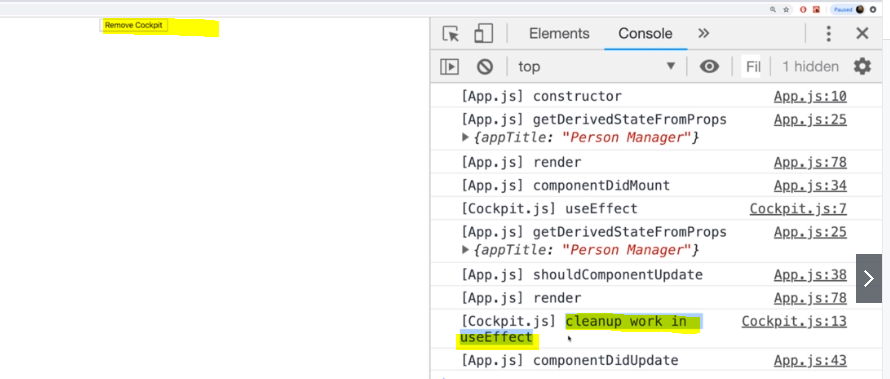 Paused
Remove Cockpit
Elements Console
top Fil 1 hidden
[App.js] constructor App.js:10
[App.js] getDerivedStateFromProps App.js:25
{appTitle: "Person Manager"}
[App.js] render App.js:78
[App.js] componentDidMount App.js:34
[Cockpit.js] useEffect Cockpit.js:7
[App.js] getDerivedStateFromProps App.js:25
{appTitle: "Person Manager"}
[App.js] shouldComponentUpdate App.js:38
[App.js] render App.js:78
[Cockpit.js] cleanup work in Cockpit.js:13
useEffect
[App.js] componentDidUpdate App.js:43